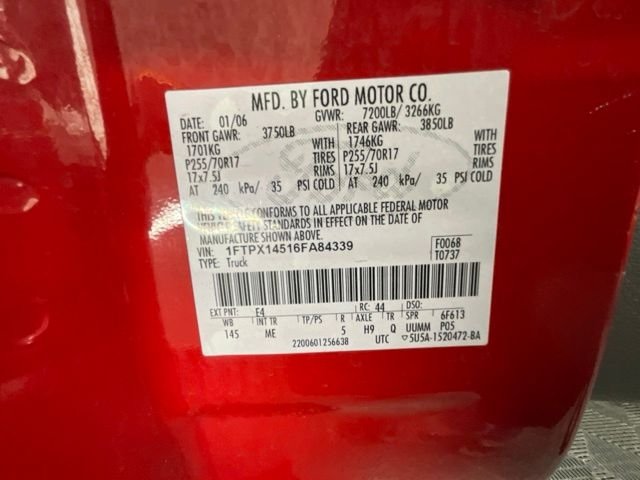 MFD. BY FORD MOTOR CO.
DATE: 01/06 GVWR: 7200LB/ 3266KG
FRONT GAWR: 3750LB REAR GAWR: 3850LB
1701KG WITH 1746KG WITH
P255/70R17 TIRES P255/70R17 TIRES
17x7.5J RIMS 17x7.5J RIMS
AT 240 kPa/ 35 PSI COLD AT 240 kPa/ 35 PSI COLD
THIS VEHICLE CONFORMS TO ALL APPLICABLE FEDERAL MOTOR
VEHICLE SAFETY STANDARDS IN EFFECT ON THE DATE OF
MANUFACTURE SHOWN ABOVE.
VIN: 1FTPX14516FA84339 F0068
TYPE: Truck T0737
EXT PNT: E4 RC: 44 DSO:
WB INT TR TP/PS R AXLE TR SPR 6F613
145 ME 5 H9 Q UUMM P05
2200601256638 UTC ▽5U5A-1520472-BA